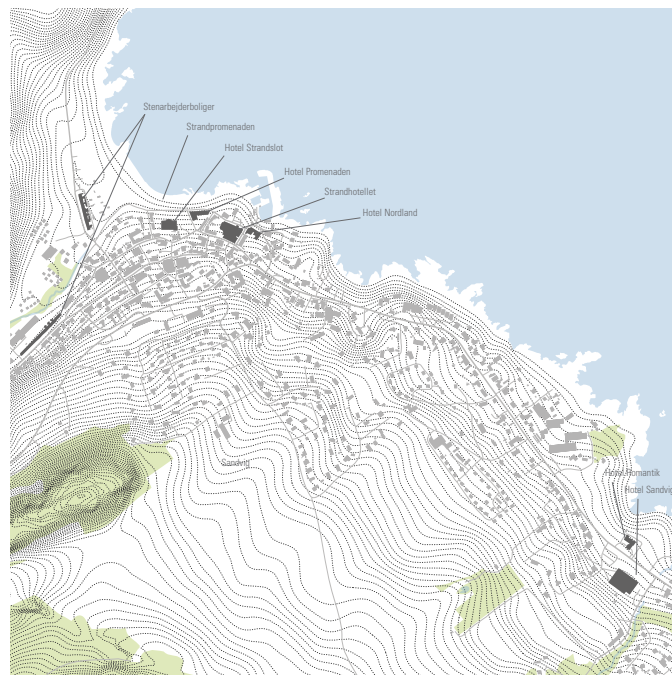 Stenarbejderboliger
Strandpromenaden
Hotel Strandslot
Hotel Promenaden
Strandhotellet
Hotel Nordland
Sandvig
Hotel Romantik
Hotel Sandvig